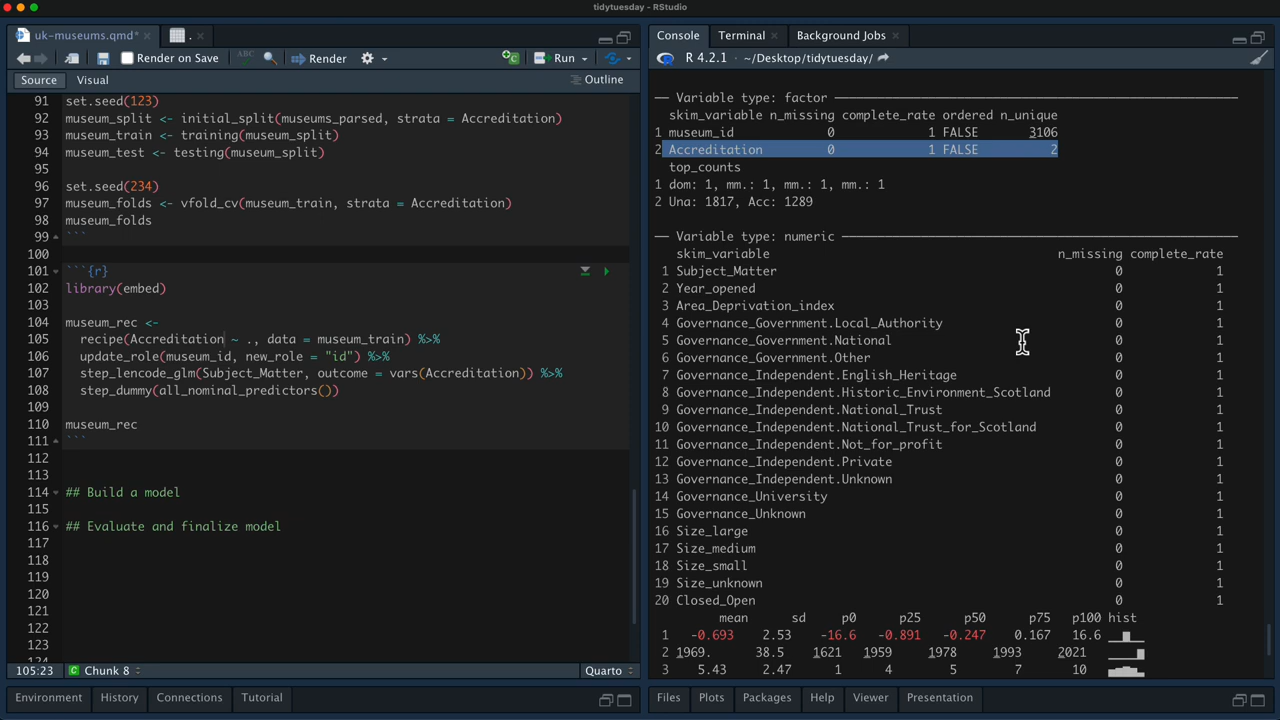 tidytuesday - RStudio
uk-museums.qmd*
.
Render on Save
ABC
Render
Run
Source
Visual
Outline
91 set.seed(123)
92 museum_split <- initial_split(museums_parsed, strata = Accreditation)
93 museum_train <- training(museum_split)
94 museum_test <- testing(museum_split)
95
96 set.seed(234)
97 museum_folds <- vfold_cv(museum_train, strata = Accreditation)
98 museum_folds
99 ```
100
101 ```{r}
102 library(embed)
103
104 museum_rec <-
105 recipe(Accreditation ~ ., data = museum_train) %>%
106 update_role(museum_id, new_role = "id") %>%
107 step_lencode_glm(Subject_Matter, outcome = vars(Accreditation)) %>%
108 step_dummy(all_nominal_predictors())
109
110 museum_rec
111 ```
112
113
114 ## Build a model
115
116 ## Evaluate and finalize model
117
118
119
120
121
122
123
124
105:23
Chunk 8
Quarto
Environment
History
Connections
Tutorial
Console
Terminal
Background Jobs
R 4.2.1 · ~/Desktop/tidytuesday/
── Variable type: factor ──
skim_variable n_missing complete_rate ordered n_unique
1 museum_id 0 1 FALSE 3106
2 Accreditation 0 1 FALSE 2
top_counts
1 dom: 1, mm.: 1, mm.: 1, mm.: 1
2 Una: 1817, Acc: 1289
── Variable type: numeric ──
skim_variable n_missing complete_rate
1 Subject_Matter 0 1
2 Year_opened 0 1
3 Area_Deprivation_index 0 1
4 Governance_Government.Local_Authority 0 1
5 Governance_Government.National 0 1
6 Governance_Government.Other 0 1
7 Governance_Independent.English_Heritage 0 1
8 Governance_Independent.Historic_Environment_Scotland 0 1
9 Governance_Independent.National_Trust 0 1
10 Governance_Independent.National_Trust_for_Scotland 0 1
11 Governance_Independent.Not_for_profit 0 1
12 Governance_Independent.Private 0 1
13 Governance_Independent.Unknown 0 1
14 Governance_University 0 1
15 Governance_Unknown 0 1
16 Size_large 0 1
17 Size_medium 0 1
18 Size_small 0 1
19 Size_unknown 0 1
20 Closed_Open 0 1
mean sd p0 p25 p50 p75 p100 hist
1 -0.693 2.53 -16.6 -0.891 -0.247 0.167 16.6
2 1969. 38.5 1621 1959 1978 1993 2021
3 5.43 2.47 1 4 5 7 10
Files
Plots
Packages
Help
Viewer
Presentation